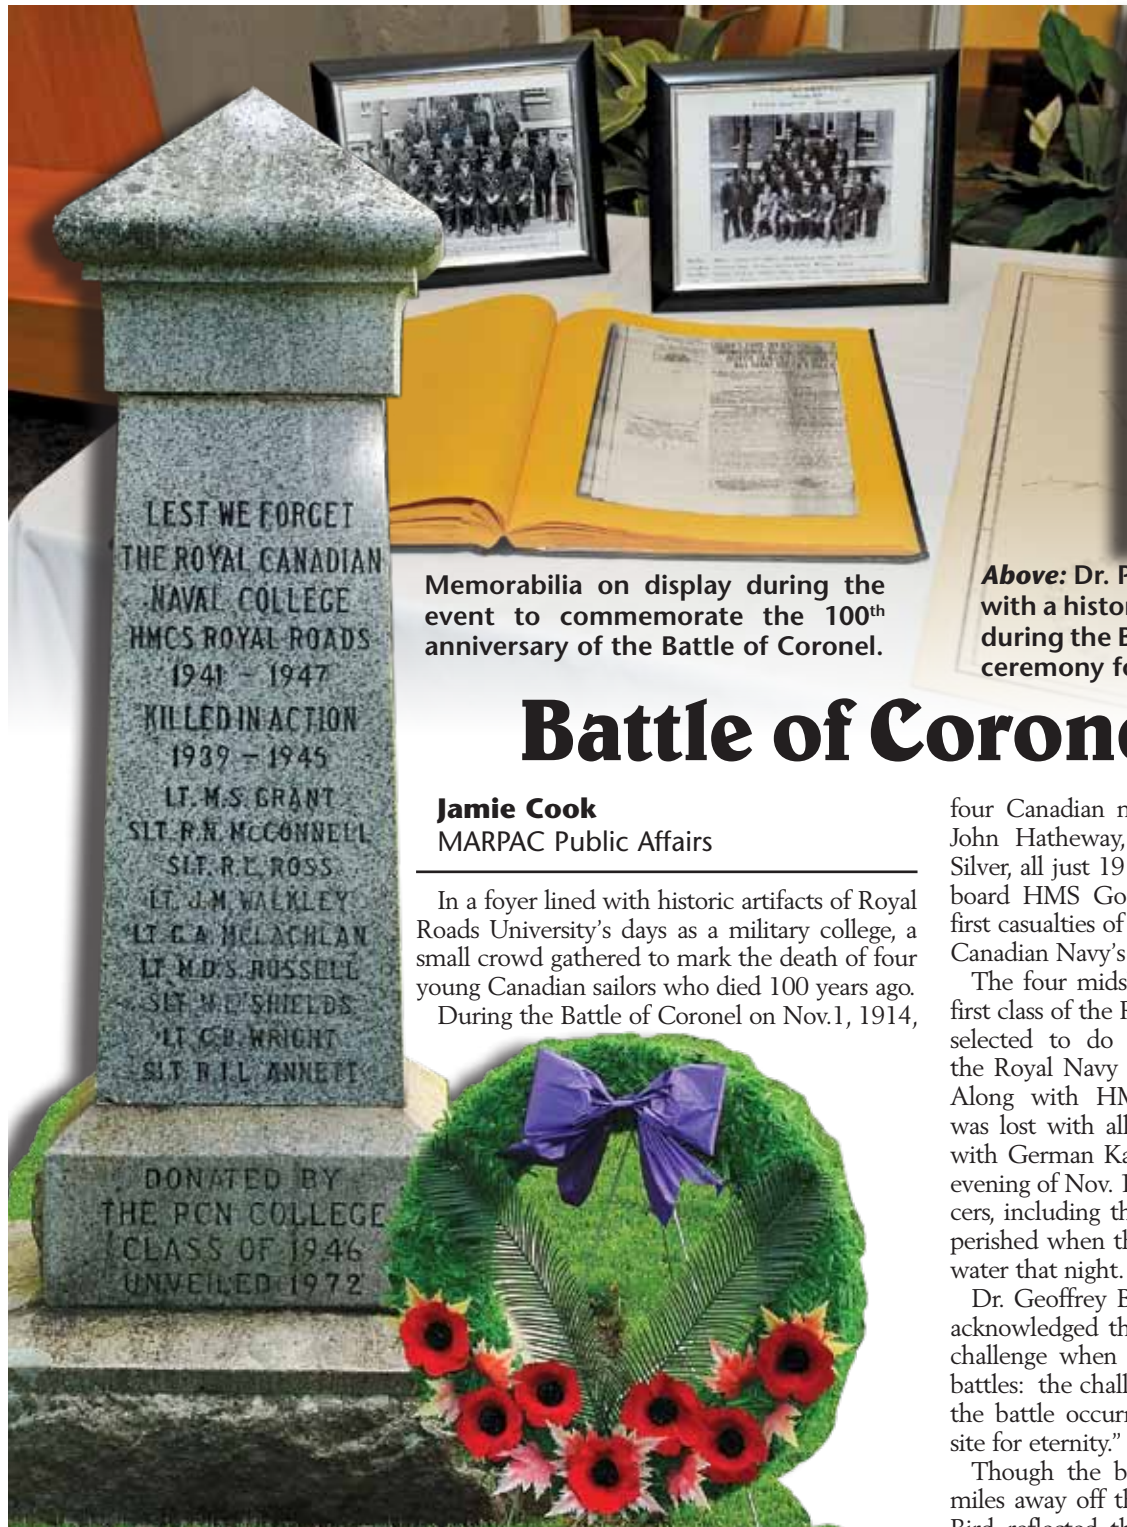 LEST WE FORGET
THE ROYAL CANADIAN
NAVAL COLLEGE
HMCS ROYAL ROADS
1941 - 1947
KILLED IN ACTION
1939 - 1945
LT. M.S. GRANT
SLT. R.N. MCCONNELL
SLT. R.L. ROSS
LT. J.M. WALKLEY
LT. C.A. MCLACHLAN
LT. M.D.S. RUSSELL
SLT. W.L. SHIELDS
LT. C.B. WRIGHT
SLT. R.I.L. ANNETT
DONATED BY
THE RCN COLLEGE
CLASS OF 1946
UNVEILED 1972
Memorabilia on display during the
event to commemorate the 100th
anniversary of the Battle of Coronel.
Above: Dr. P
with a histor
during the B
ceremony fo
Battle of Corone
Jamie Cook
MARPAC Public Affairs
In a foyer lined with historic artifacts of Royal
Roads University's days as a military college, a
small crowd gathered to mark the death of four
young Canadian sailors who died 100 years ago.
During the Battle of Coronel on Nov.1, 1914,
four Canadian m
John Hatheway,
Silver, all just 19
board HMS Go
first casualties of
Canadian Navy's
The four mids
first class of the R
selected to do
the Royal Navy
Along with HM
was lost with all
with German Ka
evening of Nov. 1
cers, including th
perished when th
water that night.
Dr. Geoffrey B
acknowledged th
challenge when
battles: the chall
the battle occurr
site for eternity."
Though the b
miles away off th
Bird reflected th